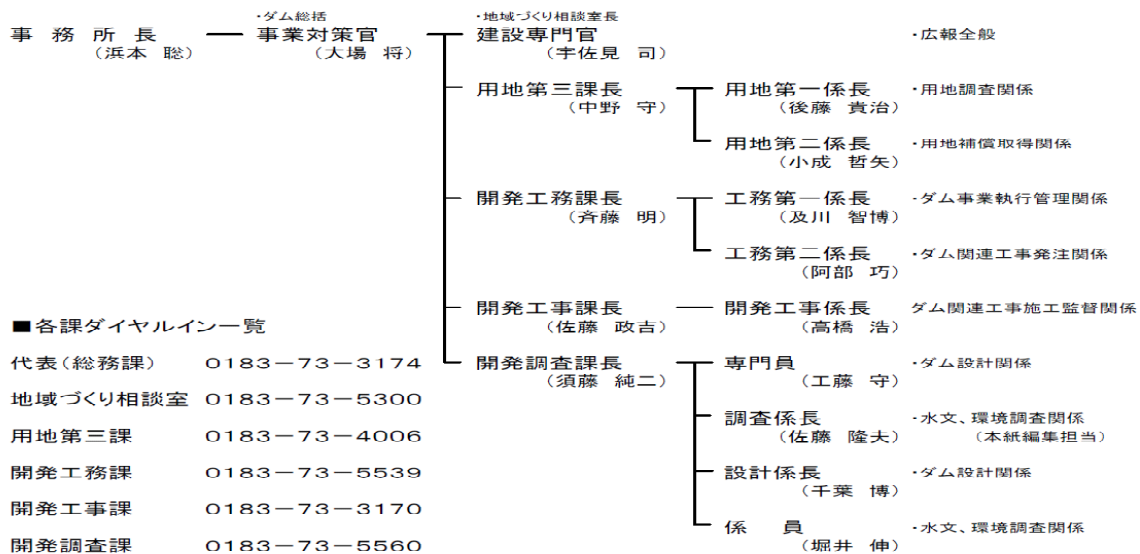 ・ダム総括 ・地域づくり相談室長
事務所長 事業対策官 建設専門官 ・広報全般
（浜本 聡） （大場 将） （宇佐見 司）
用地第三課長 用地第一係長 ・用地調査関係
（中野 守） （後藤 貴治）
用地第二係長 ・用地補償取得関係
（小成 哲矢）
開発工務課長 工務第一係長 ・ダム事業執行管理関係
（斉藤 明） （及川 智博）
工務第二係長 ・ダム関連工事発注関係
（阿部 巧）
開発工事課長 開発工事係長 ダム関連工事施工監督関係
（佐藤 政吉） （高橋 浩）
■各課ダイヤルイン一覧
代表（総務課） 0183－73－3174
地域づくり相談室 0183－73－5300
用地第三課 0183－73－4006
開発工務課 0183－73－5539
開発工事課 0183－73－3170
開発調査課 0183－73－5560
開発調査課長 専門員 ・ダム設計関係
（須藤 純二） （工藤 守）
調査係長 ・水文、環境調査関係
（佐藤 隆夫） （本紙編集担当）
設計係長 ・ダム設計関係
（千葉 博）
係員 ・水文、環境調査関係
（堀井 伸）